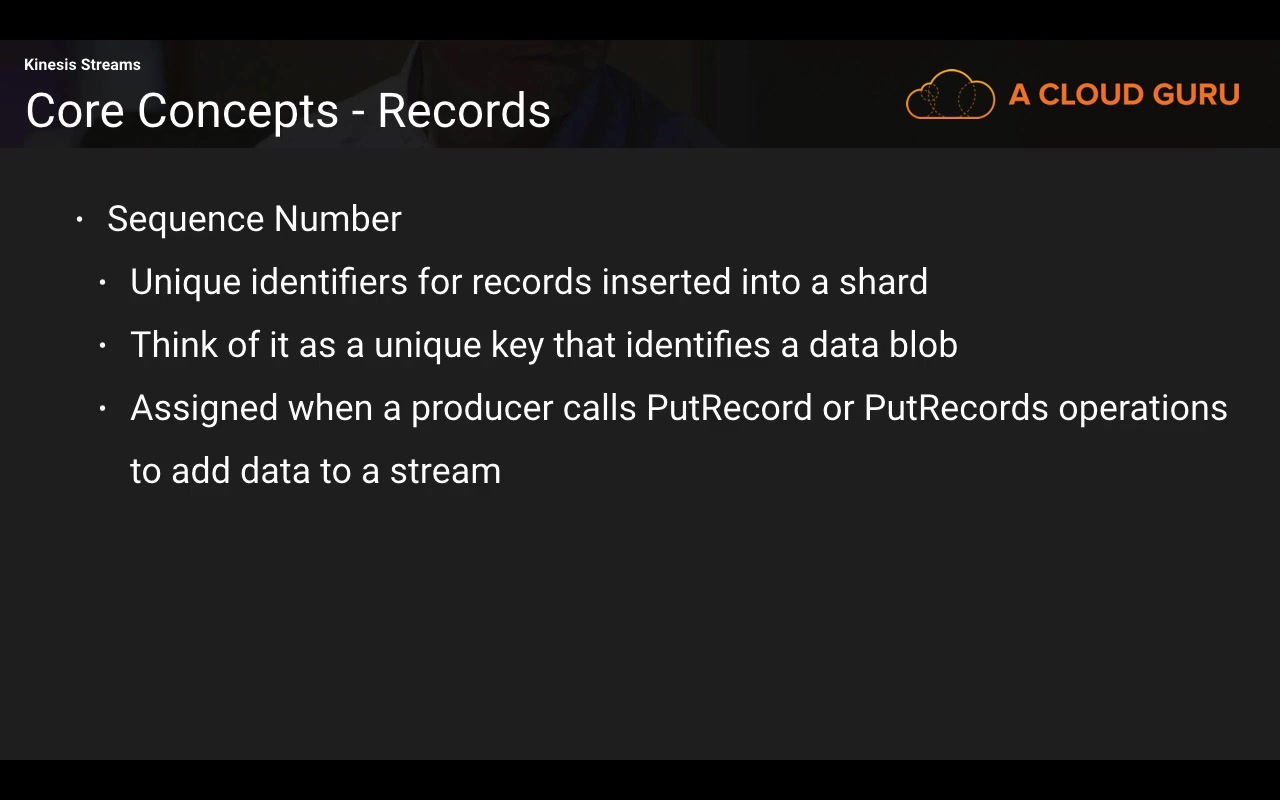 Kinesis Streams
Core Concepts - Records
A CLOUD GURU
· Sequence Number
· Unique identifiers for records inserted into a shard
· Think of it as a unique key that identifies a data blob
· Assigned when a producer calls PutRecord or PutRecords operations
to add data to a stream